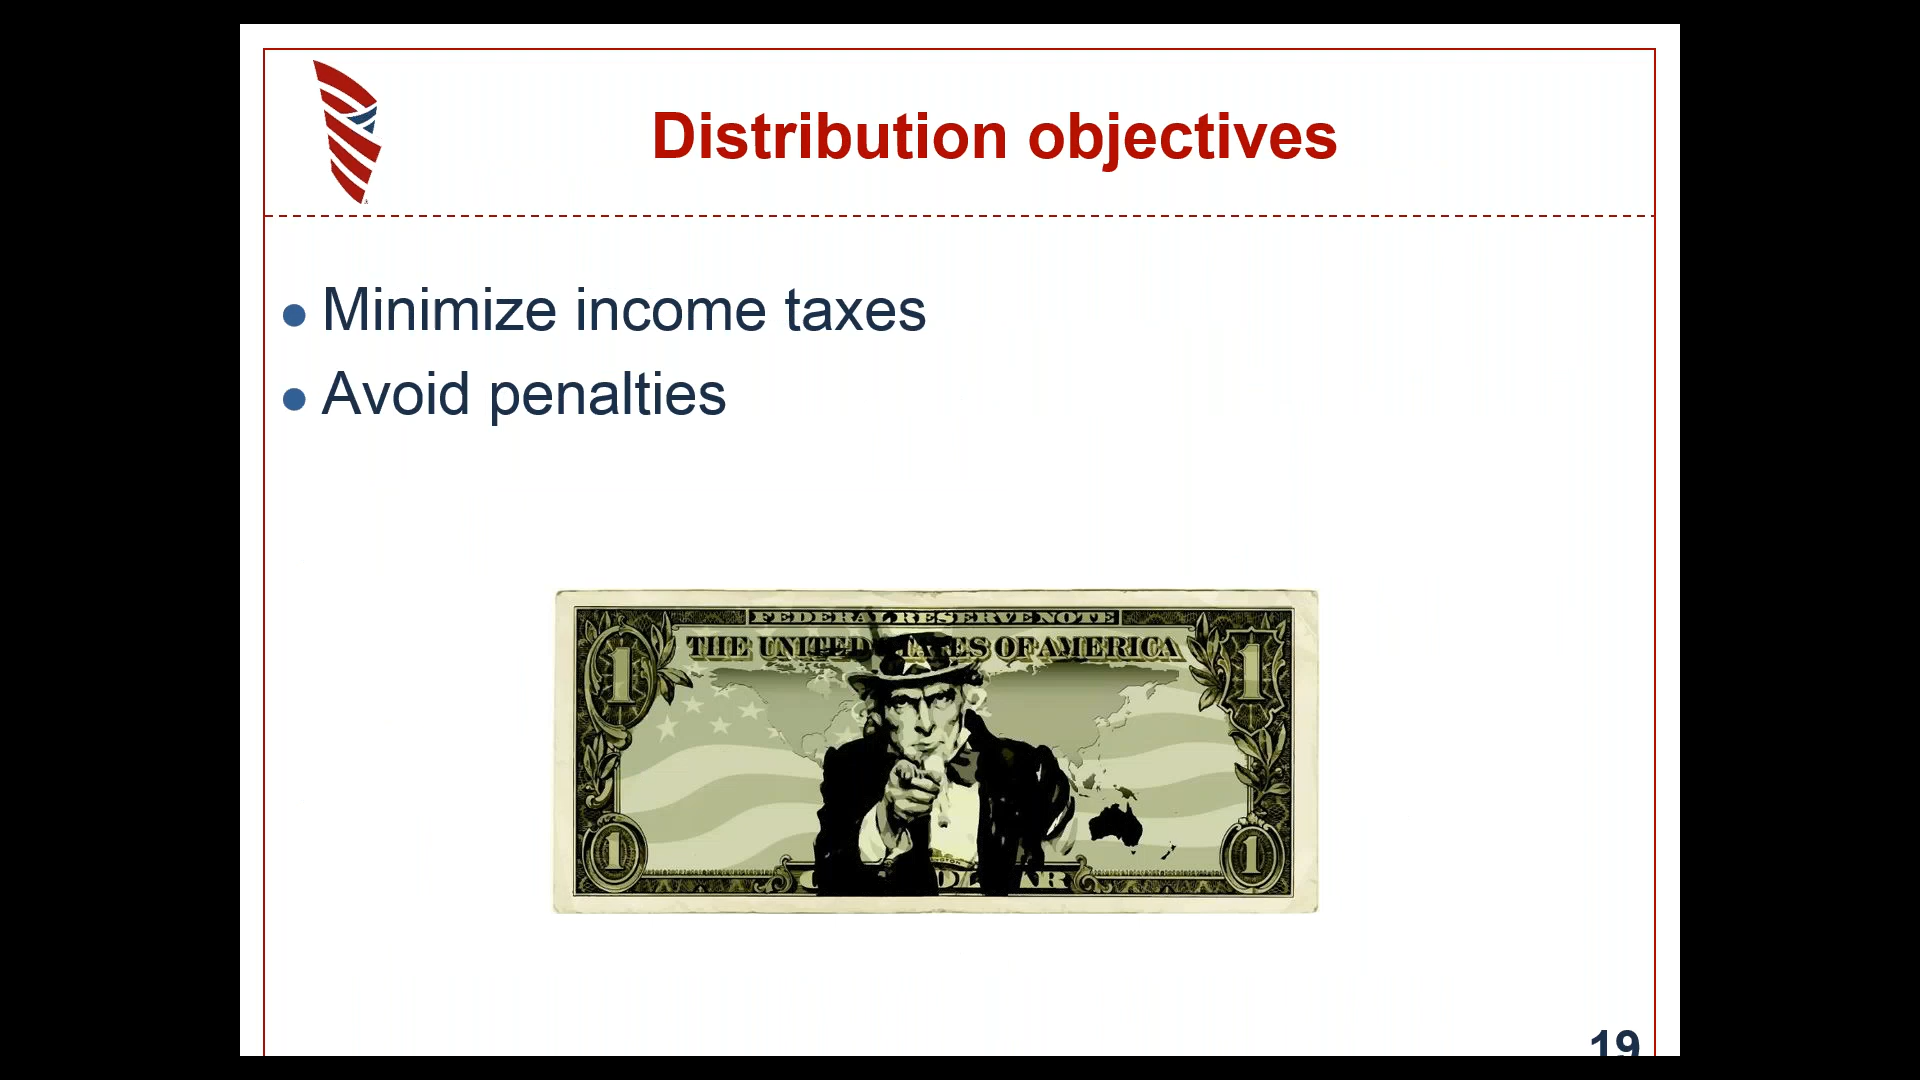 Distribution objectives
Minimize income taxes
Avoid penalties
FEDERAL RESERVE NOTE
THE UNITED STATES OF AMERICA
1
1
1
1
19